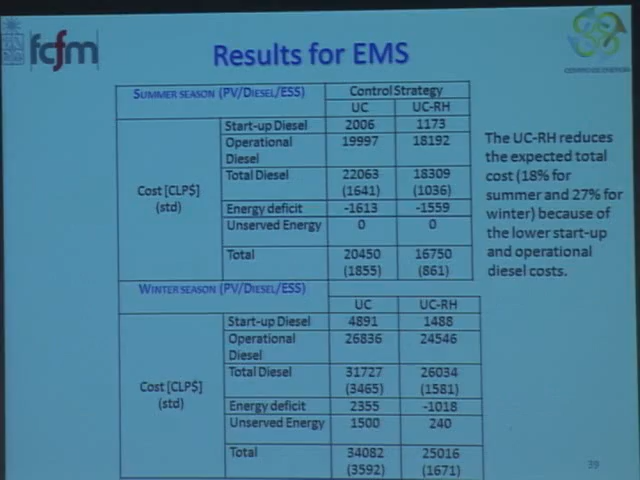 fcfm
Results for EMS
SUMMER SEASON (PV/DIESEL/ESS) Control Strategy
UC UC-RH
Cost [CLP$]
(std)
Start-up Diesel 2006 1173
Operational Diesel 19997 18192
Total Diesel 22063 18309
(1641) (1036)
Energy deficit -1613 -1559
Unserved Energy 0 0
Total 20450 16750
(1855) (861)
WINTER SEASON (PV/DIESEL/ESS)
UC UC-RH
Cost [CLP$]
(std)
Start-up Diesel 4891 1488
Operational Diesel 26836 24546
Total Diesel 31727 26034
(3465) (1581)
Energy deficit 2355 -1018
Unserved Energy 1500 240
Total 34082 25016
(3592) (1671)
The UC-RH reduces
the expected total
cost (18% for
summer and 27% for
winter) because of
the lower start-up
and operational
diesel costs.
39